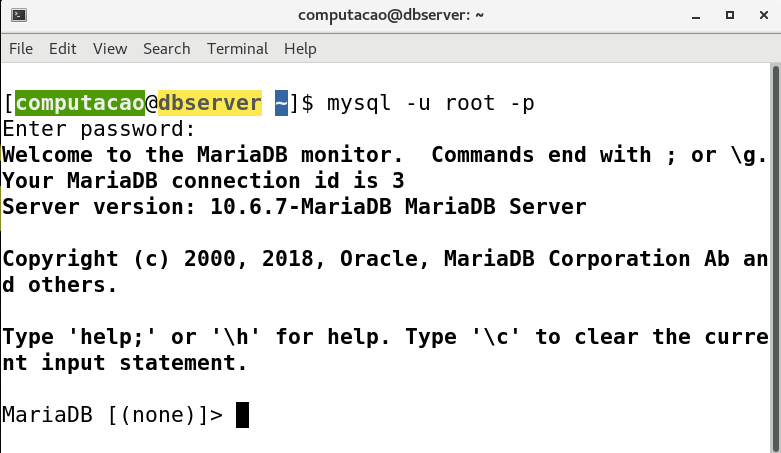 computacao@dbserver: ~
File Edit View Search Terminal Help
[computacao@dbserver ~]$ mysql -u root -p
Enter password:
Welcome to the MariaDB monitor.  Commands end with ; or \g.
Your MariaDB connection id is 3
Server version: 10.6.7-MariaDB MariaDB Server
Copyright (c) 2000, 2018, Oracle, MariaDB Corporation Ab an
d others.
Type 'help;' or '\h' for help. Type '\c' to clear the curre
nt input statement.
MariaDB [(none)]>